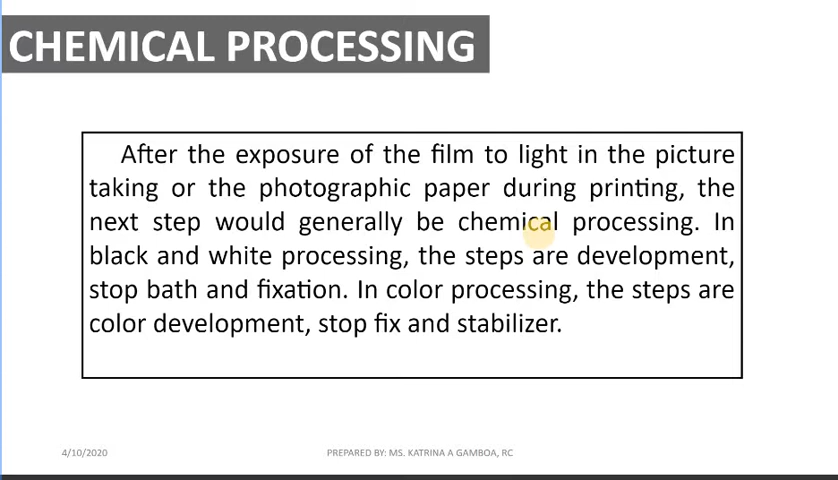 CHEMICAL PROCESSING
After the exposure of the film to light in the picture
taking or the photographic paper during printing, the
next step would generally be chemical processing. In
black and white processing, the steps are development,
stop bath and fixation. In color processing, the steps are
color development, stop fix and stabilizer.
4/10/2020
PREPARED BY: MS. KATRINA A GAMBOA, RC